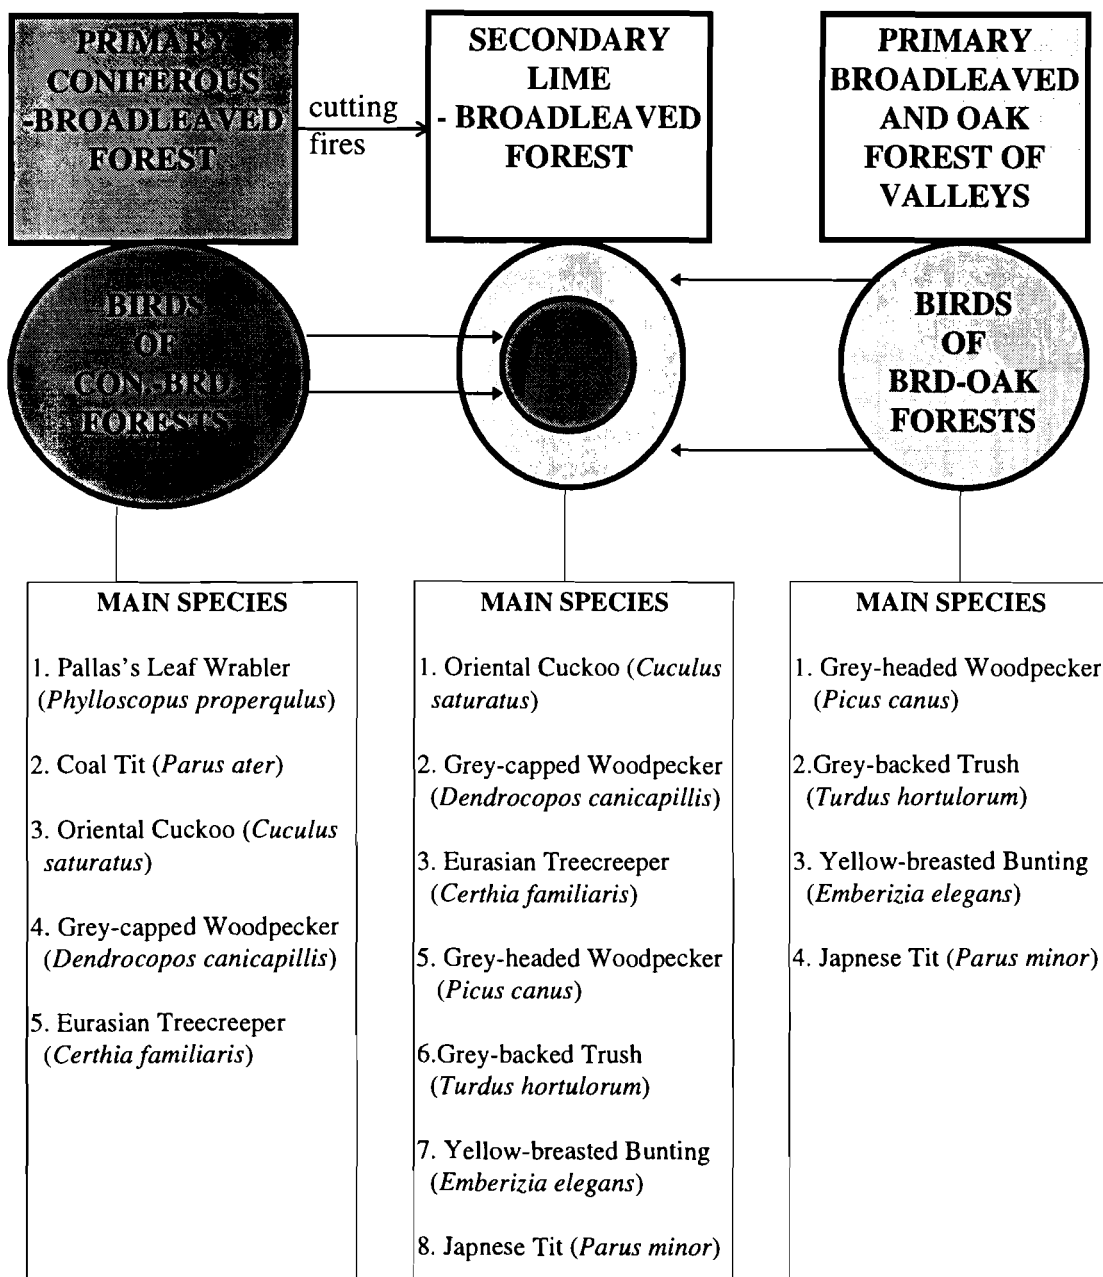 PRIMARY
CONIFEROUS
-BROADLEAVED
FOREST
cutting
fires
SECONDARY
LIME
- BROADLEAVED
FOREST
PRIMARY
BROADLEAVED
AND OAK
FOREST OF
VALLEYS
BIRDS
OF
CON.-BRD.
FORESTS
BIRDS
OF
BRD-OAK
FORESTS
MAIN SPECIES
1. Pallas's Leaf Wrabler
(Phylloscopus properqulus)
2. Coal Tit (Parus ater)
3. Oriental Cuckoo (Cuculus
saturatus)
4. Grey-capped Woodpecker
(Dendrocopos canicapillis)
5. Eurasian Treecreeper
(Certhia familiaris)
MAIN SPECIES
1. Oriental Cuckoo (Cuculus
saturatus)
2. Grey-capped Woodpecker
(Dendrocopos canicapillis)
3. Eurasian Treecreeper
(Certhia familiaris)
5. Grey-headed Woodpecker
(Picus canus)
6.Grey-backed Trush
(Turdus hortulorum)
7. Yellow-breasted Bunting
(Emberizia elegans)
8. Japnese Tit (Parus minor)
MAIN SPECIES
1. Grey-headed Woodpecker
(Picus canus)
2.Grey-backed Trush
(Turdus hortulorum)
3. Yellow-breasted Bunting
(Emberizia elegans)
4. Japnese Tit (Parus minor)